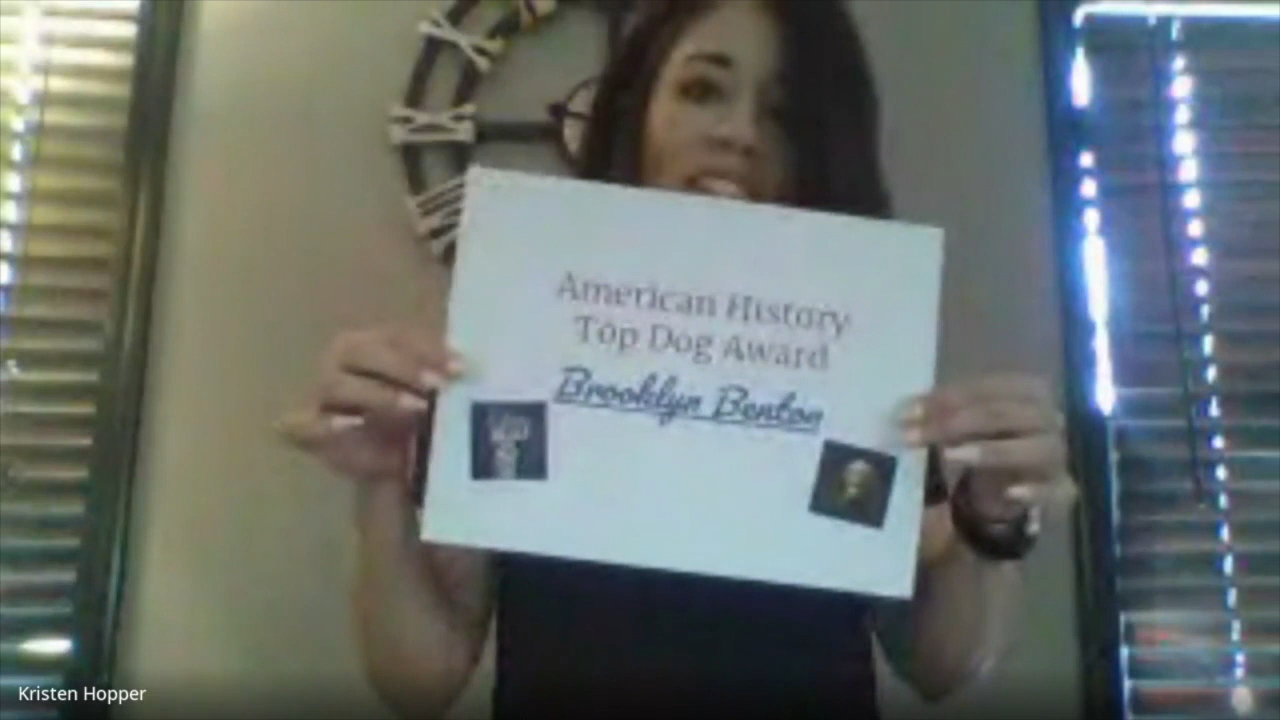 American History
Top Dog Award
Brooklyn Benton
Kristen Hopper